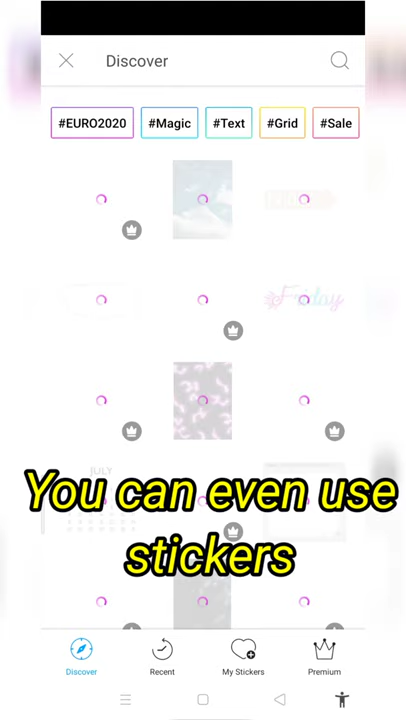 Discover
#EURO2020 #Magic #Text #Grid #Sale
Friday
JULY
You can even use
stickers
Discover Recent My Stickers Premium